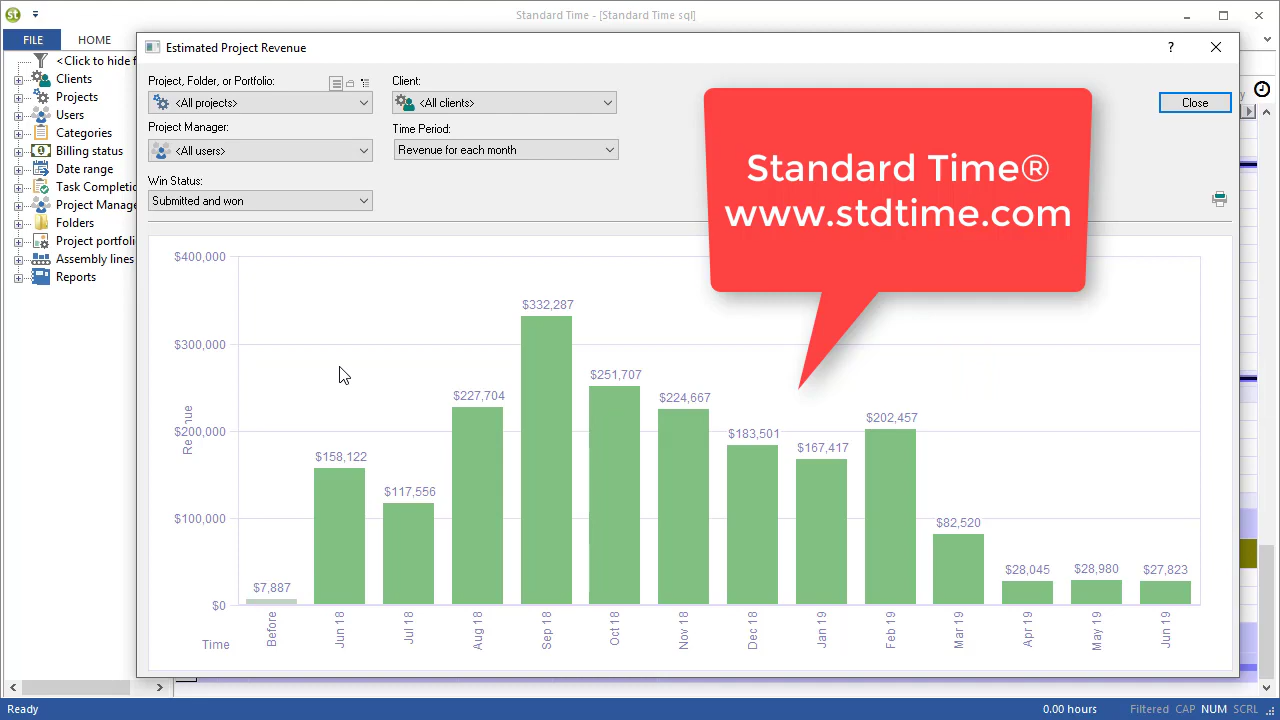 Standard Time - [Standard Time sql]
FILE
HOME
<Click to hide f
Clients
Projects
Users
Categories
Billing status
Date range
Task Completio
Project Manage
Folders
Project portfoli
Assembly lines
Reports
Estimated Project Revenue
?
Project, Folder, or Portfolio:
<All projects>
Client:
<All clients>
Close
Project Manager:
<All users>
Time Period:
Revenue for each month
Win Status:
Submitted and won
Standard Time®
www.stdtime.com
$400,000
$300,000
$200,000
$100,000
$0
Revenue
$7,887
$158,122
$117,556
$227,704
$332,287
$251,707
$224,667
$183,501
$167,417
$202,457
$82,520
$28,045
$28,980
$27,823
Time
Before
Jun 18
Jul 18
Aug 18
Sep 18
Oct 18
Nov 18
Dec 18
Jan 19
Feb 19
Mar 19
Apr 19
May 19
Jun 19
Ready
0.00 hours
Filtered CAP NUM SCRL